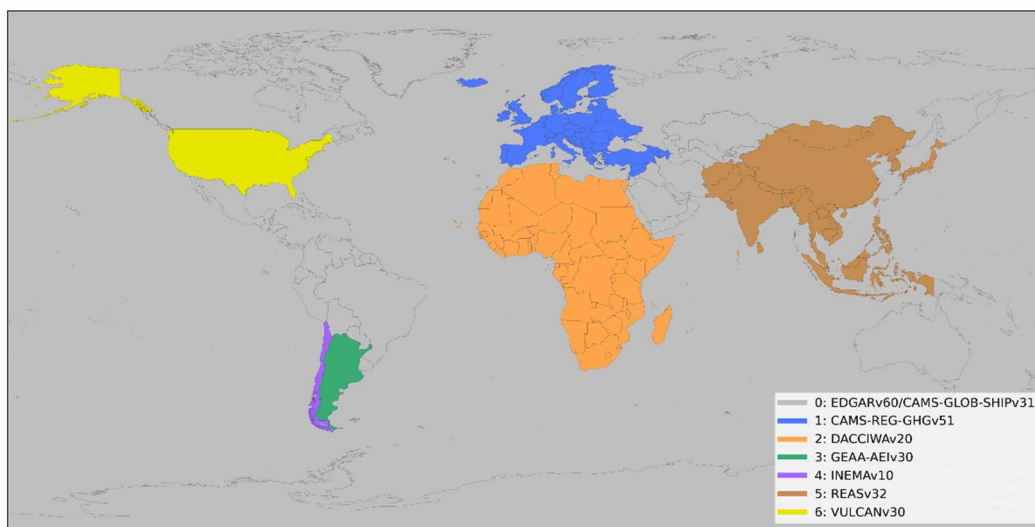 0: EDGARv60/CAMS-GLOB-SHIPv31
1: CAMS-REG-GHGv51
2: DACCIWAv20
3: GEAA-AEIv30
4: INEMAv10
5: REASv32
6: VULCANv30